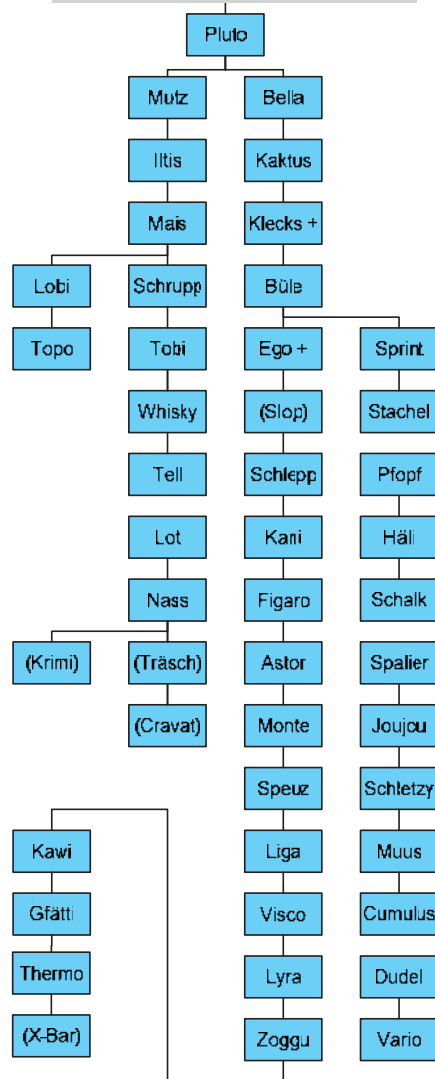 Pluto
Mutz Bella
Iltis Kaktus
Mais Klecks +
Lobi Schrupp Büle
Topo Tobi Ego + Sprint
Whisky (Slop) Stachel
Tell Schlepp Pfopf
Lot Kani Häli
Nass Figaro Schalk
(Krimi) (Träsch) Astor Spalier
(Cravat) Monte Joujou
Speuz Schletzy
Kawi Liga Muus
Gfätti Visco Cumulus
Thermo Lyra Dudel
(X-Bar) Zoggu Vario